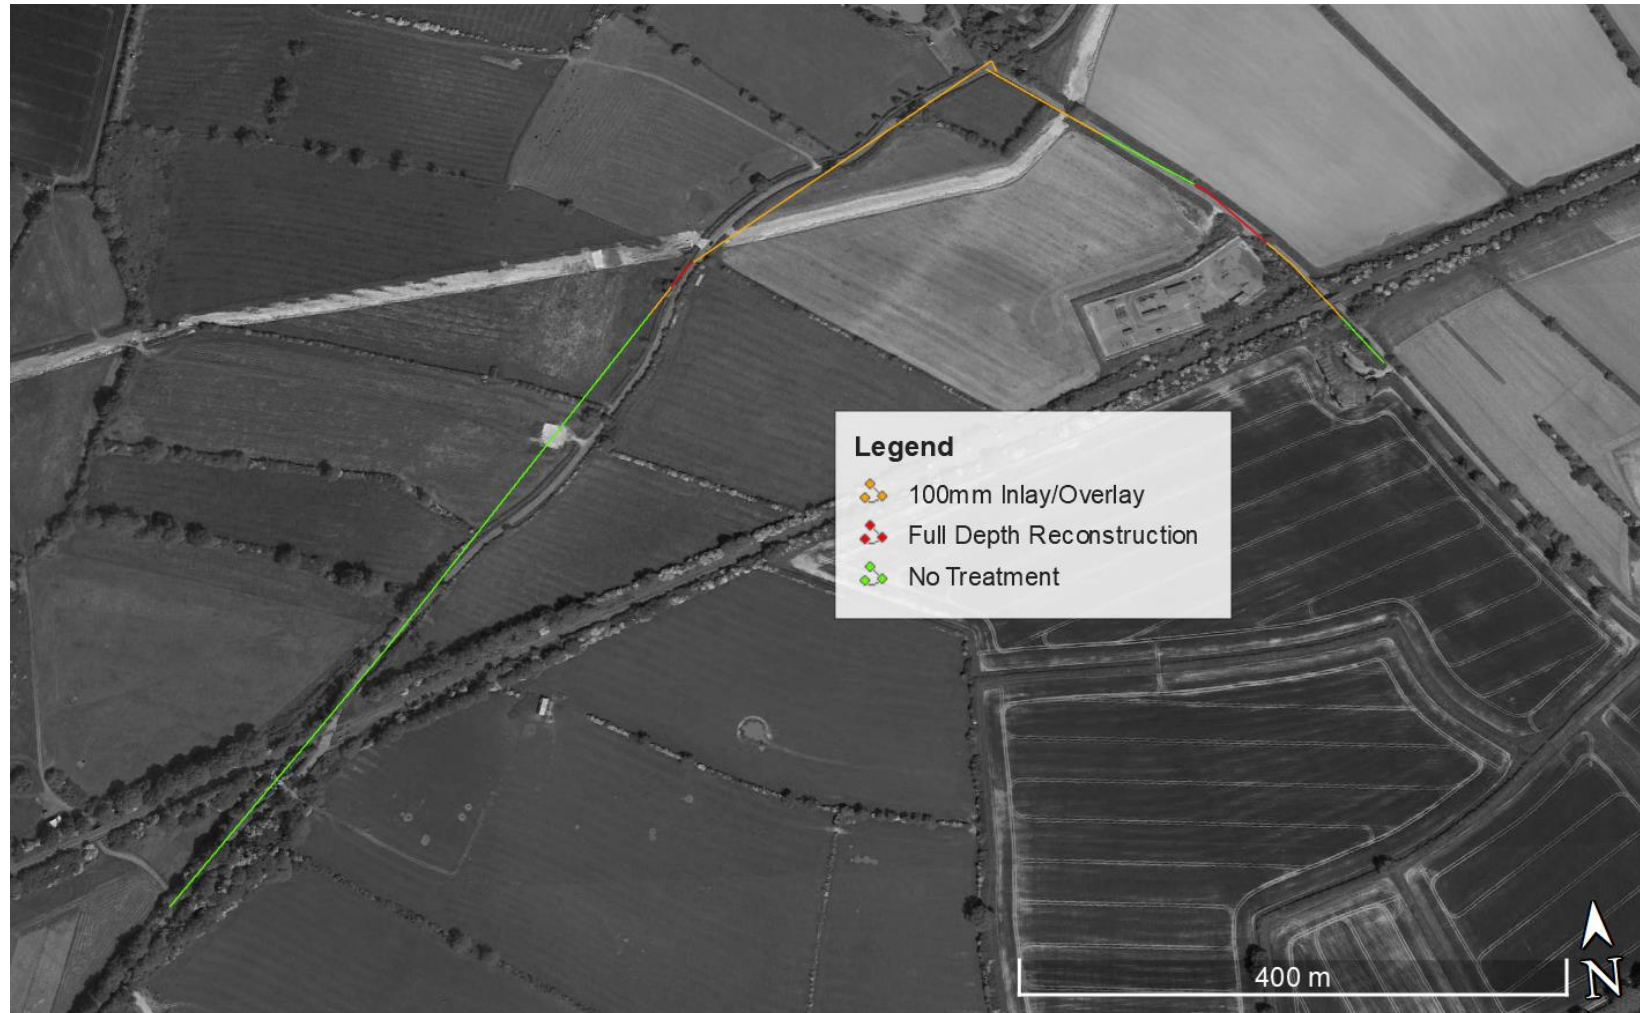 Legend
100mm Inlay/Overlay
Full Depth Reconstruction
No Treatment
400 m
N